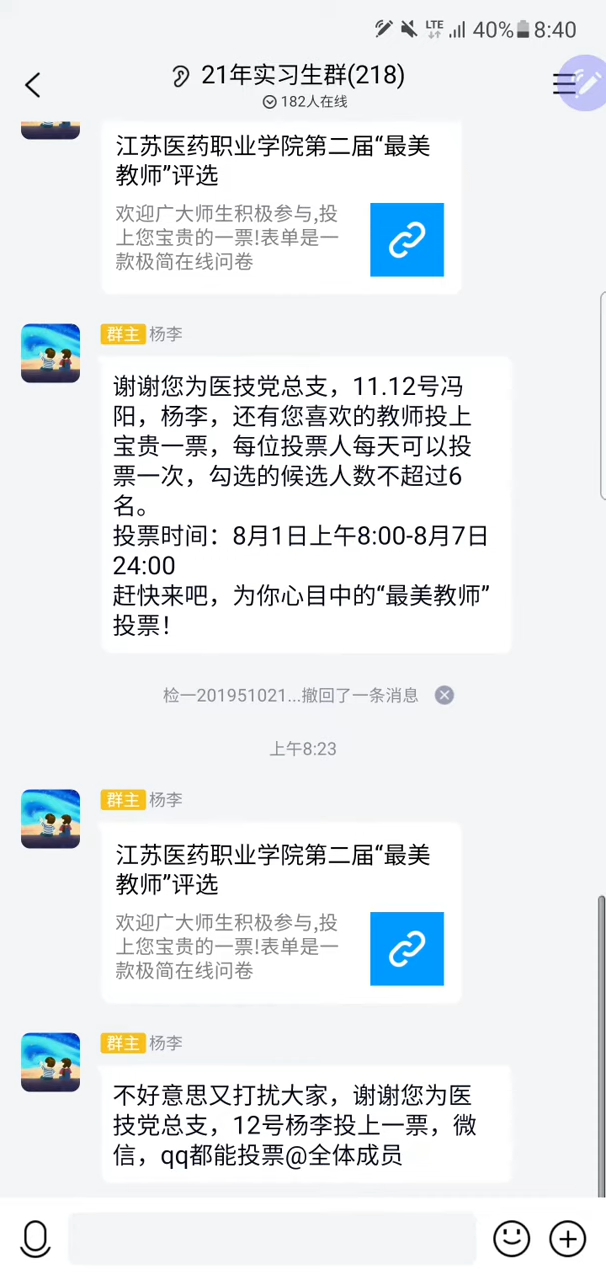 LTE 40% 8:40
21年实习生群(218)
182人在线
江苏医药职业学院第二届“最美
教师”评选
欢迎广大师生积极参与,投
上您宝贵的一票!表单是一
款极简在线问卷
群主 杨李
谢谢您为医技党总支，11.12号冯
阳，杨李，还有您喜欢的教师投上
宝贵一票，每位投票人每天可以投
票一次，勾选的候选人数不超过6
名。
投票时间：8月1日上午8:00-8月7日
24:00
赶快来吧，为你心目中的“最美教师”
投票！
检一201951021...撤回了一条消息
上午8:23
群主 杨李
江苏医药职业学院第二届“最美
教师”评选
欢迎广大师生积极参与,投
上您宝贵的一票!表单是一
款极简在线问卷
群主 杨李
不好意思又打扰大家，谢谢您为医
技党总支，12号杨李投上一票，微
信，qq都能投票@全体成员